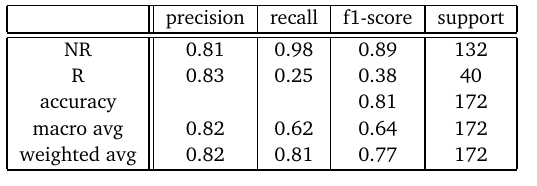 precision recall f1-score support
NR 0.81 0.98 0.89 132
R 0.83 0.25 0.38 40
accuracy 0.81 172
macro avg 0.82 0.62 0.64 172
weighted avg 0.82 0.81 0.77 172